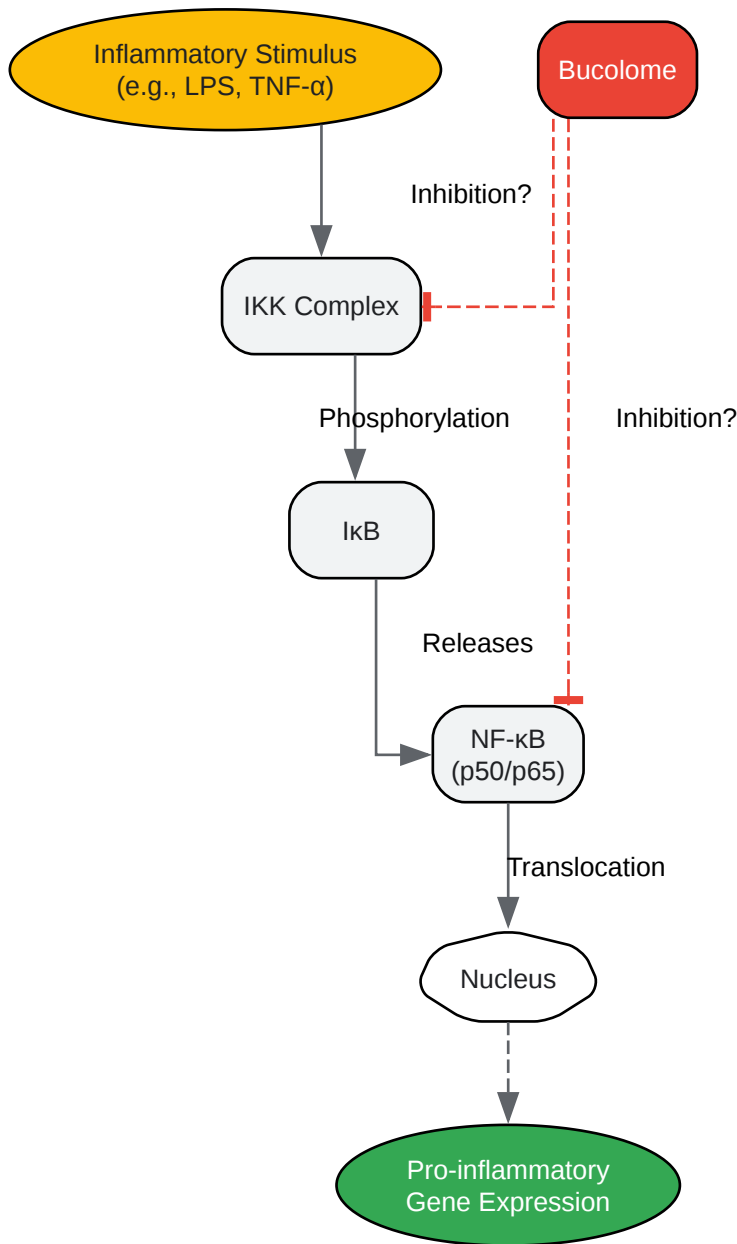 Inflammatory Stimulus
(e.g., LPS, TNF-α)
Bucolome
Inhibition?
IKK Complex
Phosphorylation
Inhibition?
IκB
Releases
NF-κB
(p50/p65)
Translocation
Nucleus
Pro-inflammatory
Gene Expression